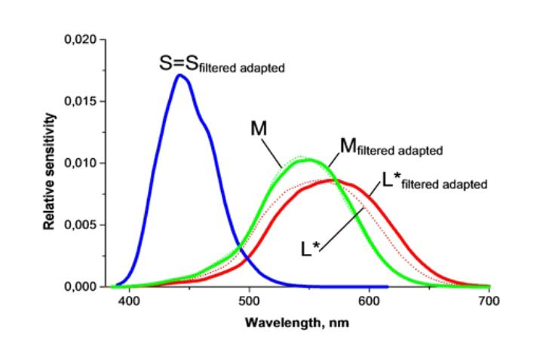 0,020
S=Sfiltered adapted
0,015
M
Mfiltered adapted
0,010
L*filtered adapted
0,005
L*
0,000
400 500 600 700
Relative sensitivity
Wavelength, nm